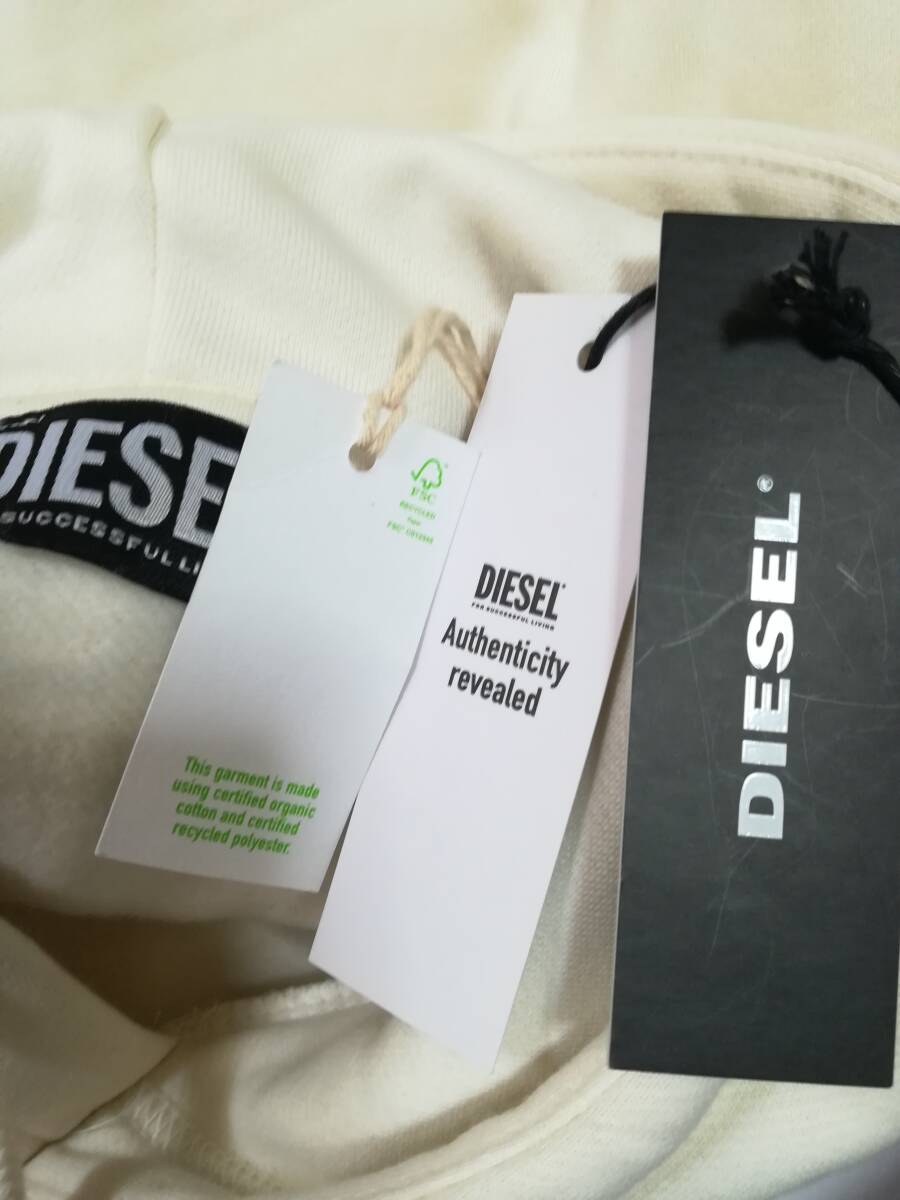 DIESEL
SUCCESSFUL LI
FSC
RECYCLED
Paper
This garment is made
using certified organic
cotton and certified
recycled polyester.
DIESEL
FOR SUCCESSFUL LIVING
Authenticity
revealed
DIESEL®